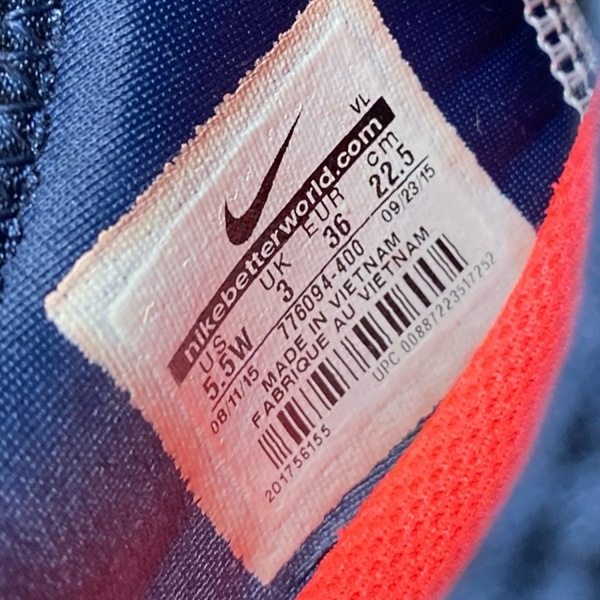 VL
nikebetterworld.com
US UK EUR cm
5.5W 3 36 22.5
08/11/15 776094-400 09/23/15
MADE IN VIETNAM
FABRIQUE AU VIETNAM
201756155 UPC 00887223517252